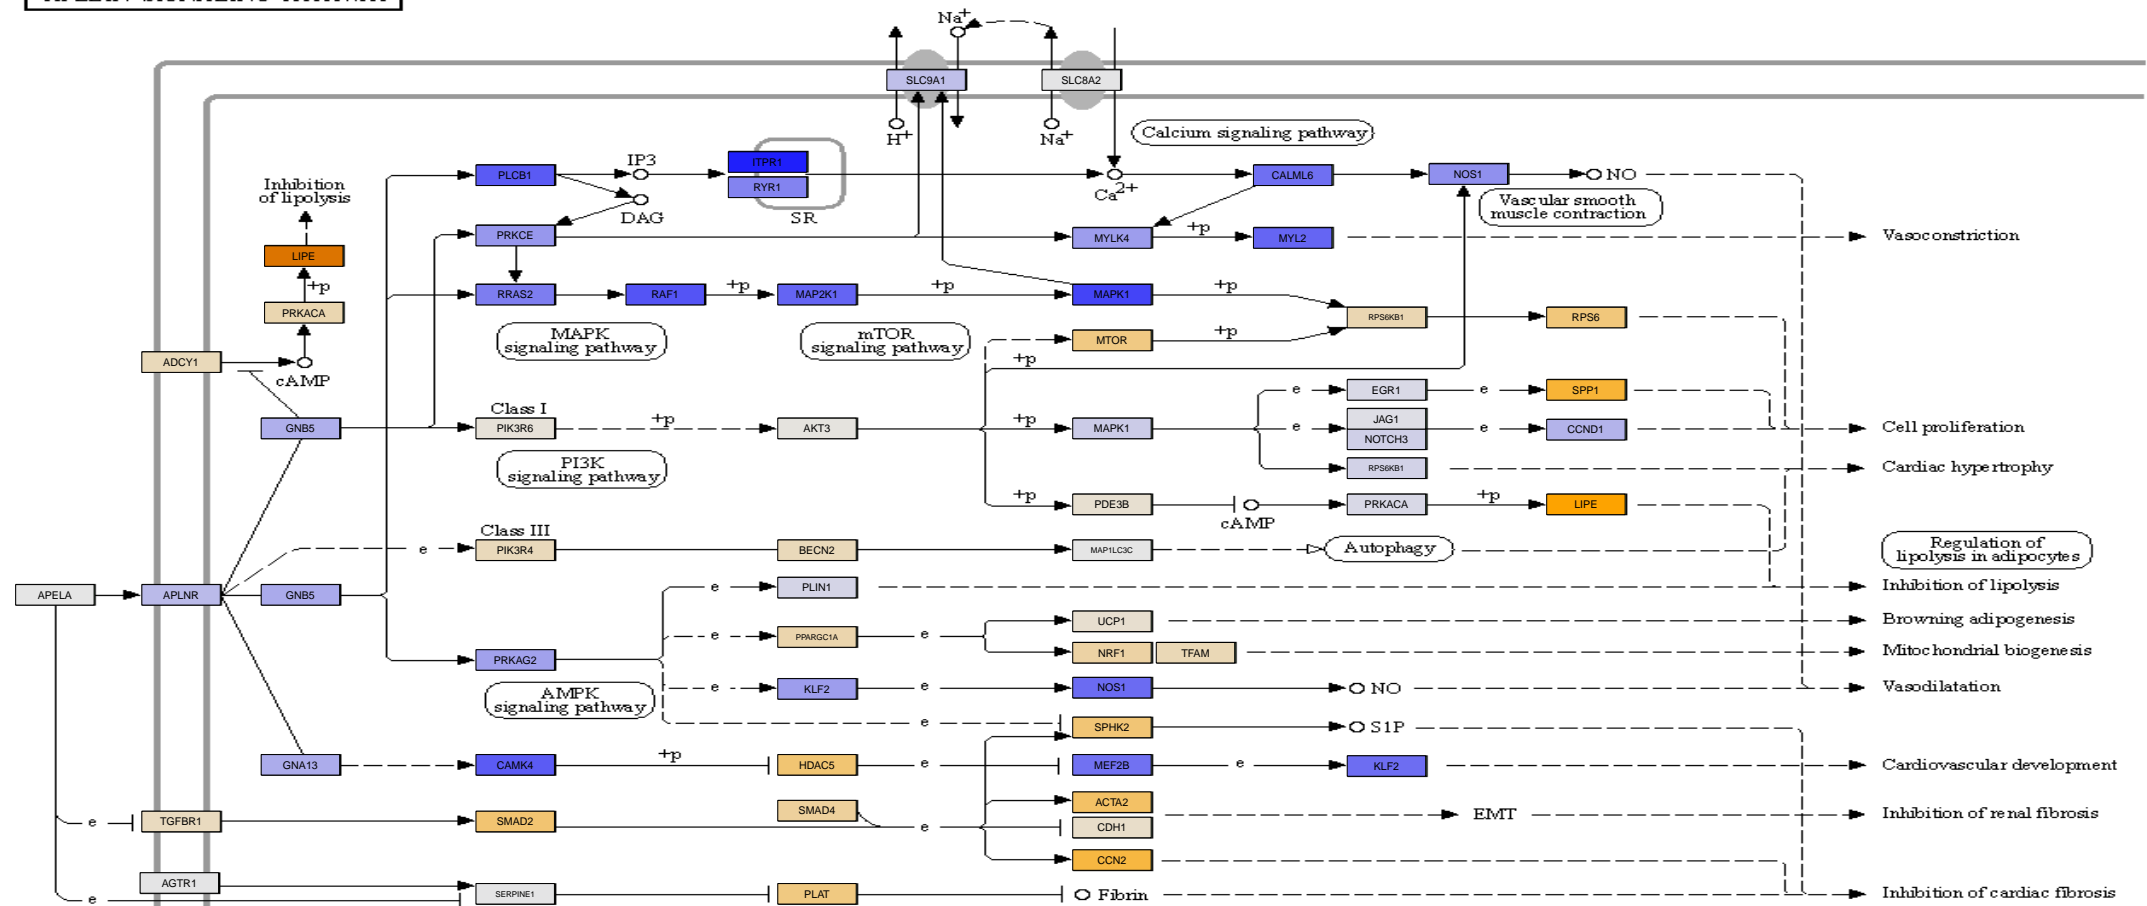 APELIN SIGNALING PATHWAY
Na+
SLC9A1
SLC8A2
H+
Na+
Calcium signaling pathway
Inhibition
of lipolysis
PLCB1
IP3
ITPR1
RYR1
SR
Ca2+
CALML6
NOS1
NO
DAG
Vascular smooth
muscle contraction
LIPE
PRKCE
MYLK4
+p
MYL2
Vasoconstriction
+p
PRKACA
RRAS2
RAF1
+p
MAP2K1
+p
MAPK1
+p
RPS6KB1
RPS6
MAPK
signaling pathway
mTOR
signaling pathway
MTOR
+p
ADCY1
cAMP
+p
EGR1
e
e
SPP1
Class I
GNB5
PIK3R6
+p
AKT3
+p
MAPK1
e
JAG1
NOTCH3
e
CCND1
Cell proliferation
PI3K
signaling pathway
RPS6KB1
Cardiac hypertrophy
+p
PDE3B
cAMP
PRKACA
+p
LIPE
Class III
e
PIK3R4
BECN2
MAP1LC3C
Autophagy
Regulation of
lipolysis in adipocytes
APELA
APLNR
GNB5
e
PLIN1
Inhibition of lipolysis
UCP1
Browning adipogenesis
e
PPARGC1A
e
NRF1
TFAM
Mitochondrial biogenesis
PRKAG2
AMPK
signaling pathway
e
KLF2
e
NOS1
NO
Vasodilatation
e
SPHK2
S1P
GNA13
CAMK4
+p
HDAC5
e
MEF2B
e
KLF2
Cardiovascular development
e
TGFBR1
SMAD2
SMAD4
e
ACTA2
CDH1
EMT
Inhibition of renal fibrosis
CCN2
AGTR1
e
SERPINE1
PLAT
Fibrin
Inhibition of cardiac fibrosis